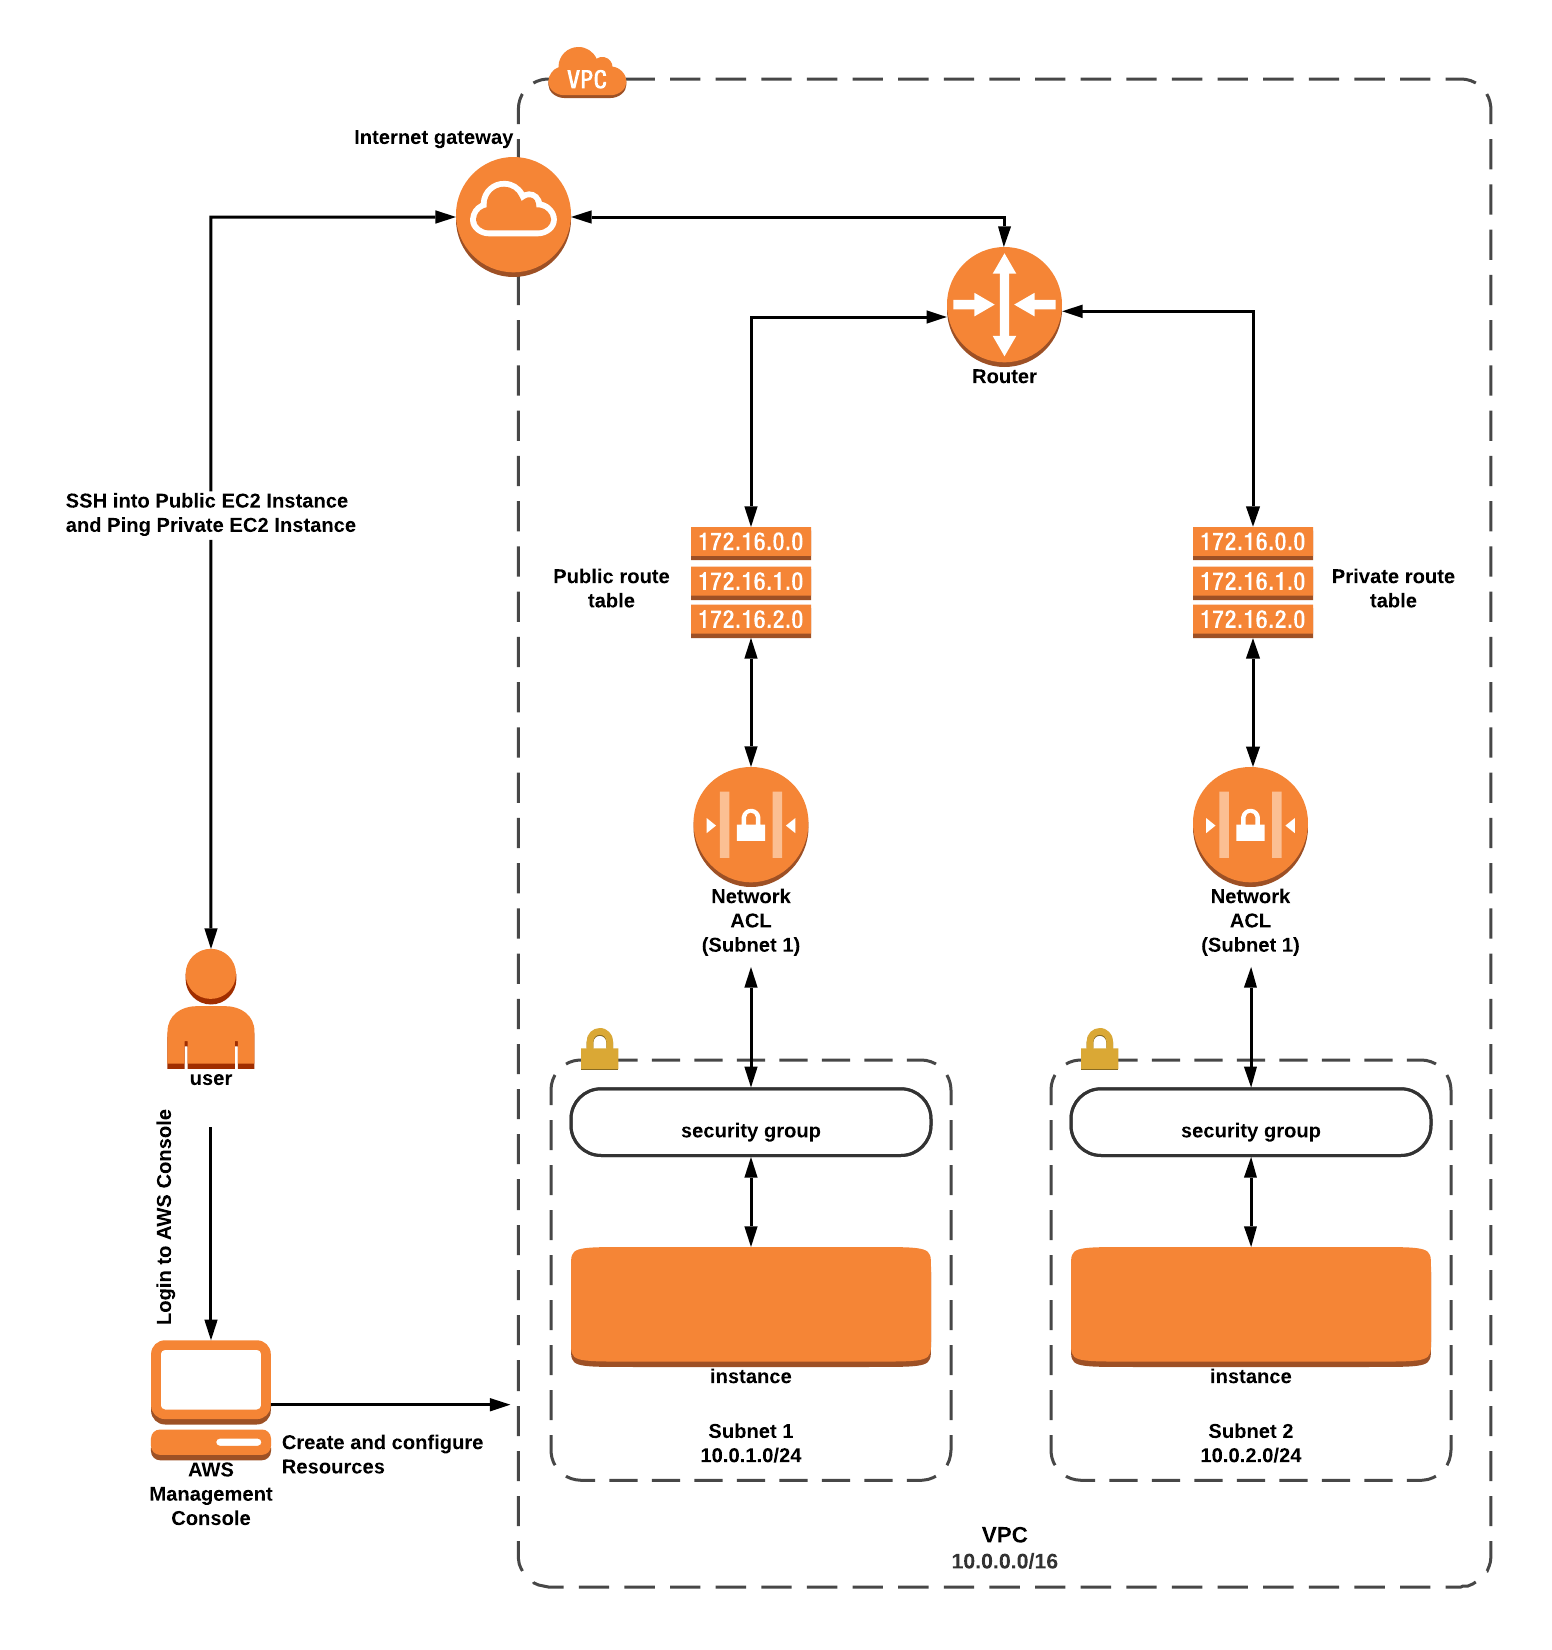 VPC
Internet gateway
Router
SSH into Public EC2 Instance
and Ping Private EC2 Instance
Public route
table
172.16.0.0
172.16.1.0
172.16.2.0
172.16.0.0
172.16.1.0
172.16.2.0
Private route
table
Network
ACL
(Subnet 1)
Network
ACL
(Subnet 1)
user
Login to AWS Console
security group
security group
instance
instance
Subnet 1
10.0.1.0/24
Subnet 2
10.0.2.0/24
Create and configure
Resources
AWS
Management
Console
VPC
10.0.0.0/16